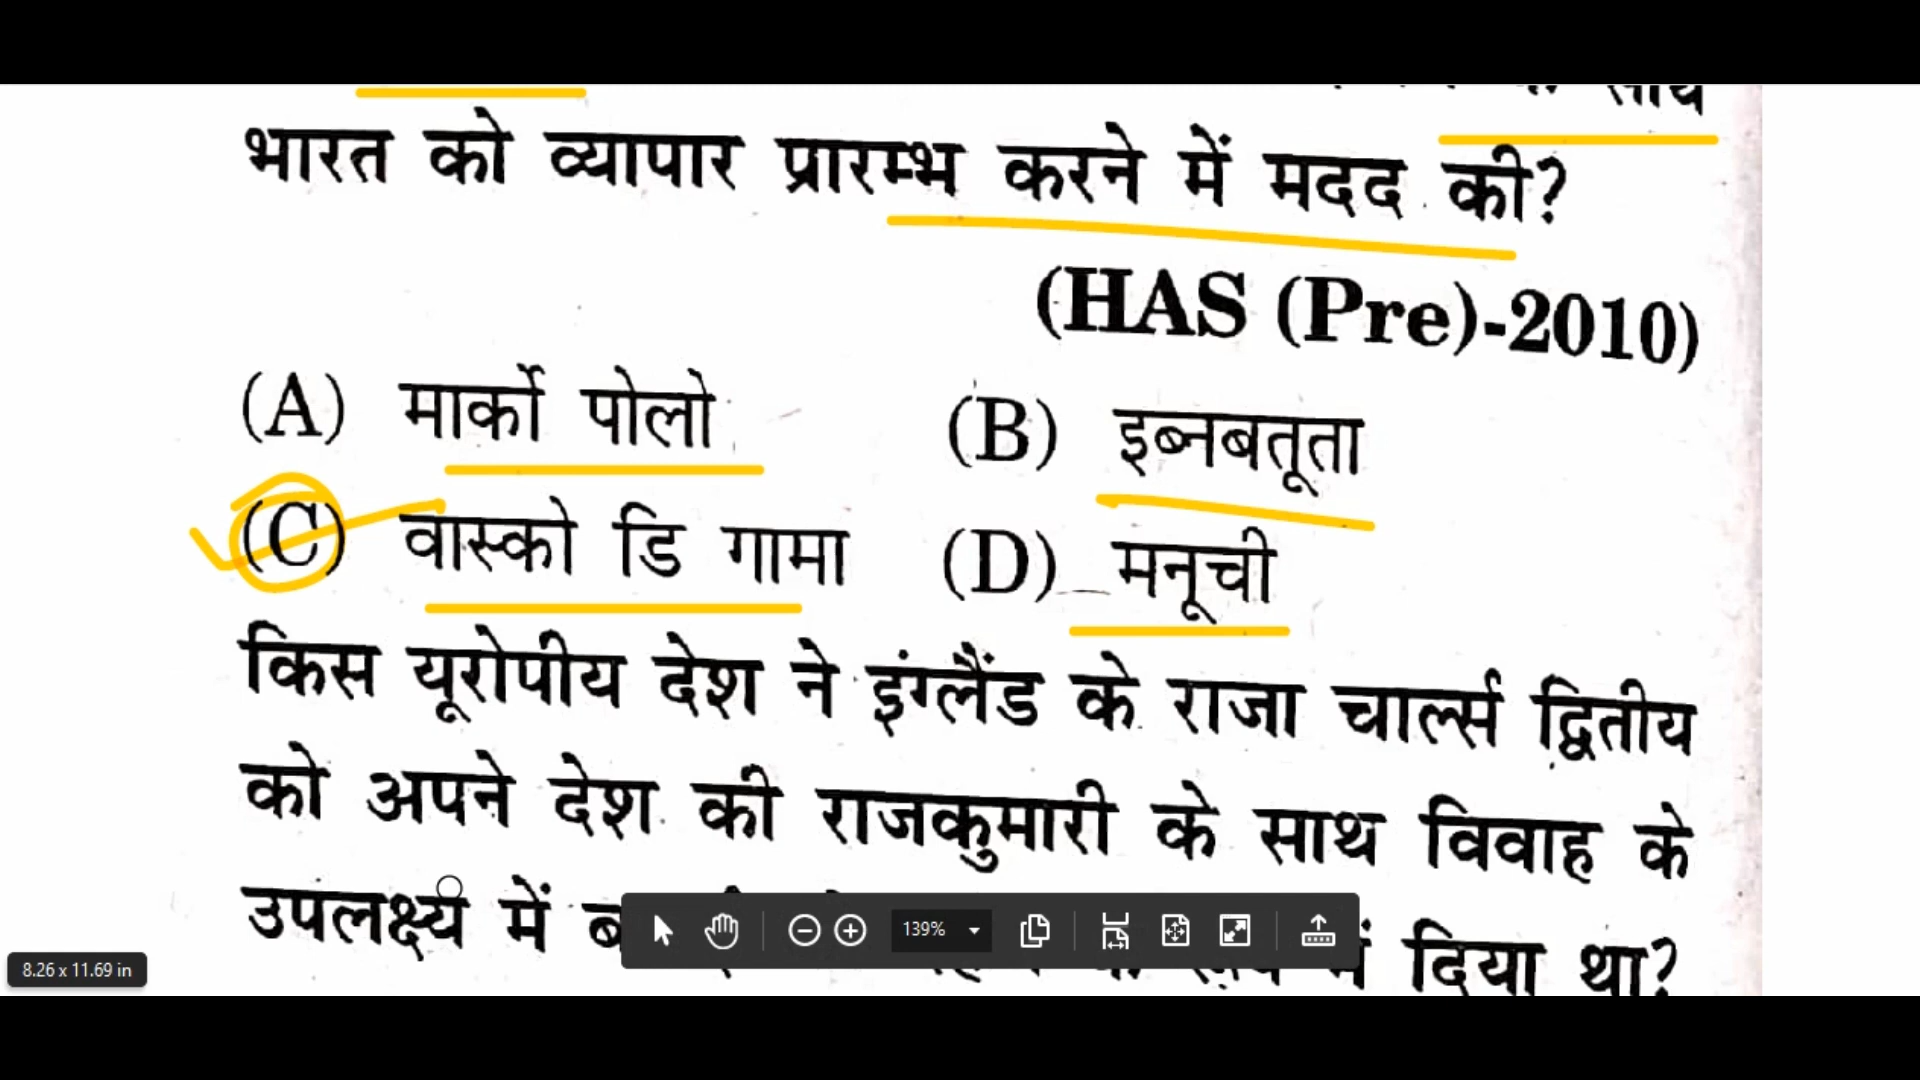 साथ
भारत को व्यापार प्रारम्भ करने में मदद की?
(HAS (Pre)-2010)
(A) मार्को पोलो (B) इब्नबतूता
(C) वास्को डि गामा (D) मनूची
किस यूरोपीय देश ने इंग्लैंड के राजा चार्ल्स द्वितीय
को अपने देश की राजकुमारी के साथ विवाह के
उपलक्ष्य में
में दिया था?
139%
8.26 x 11.69 in